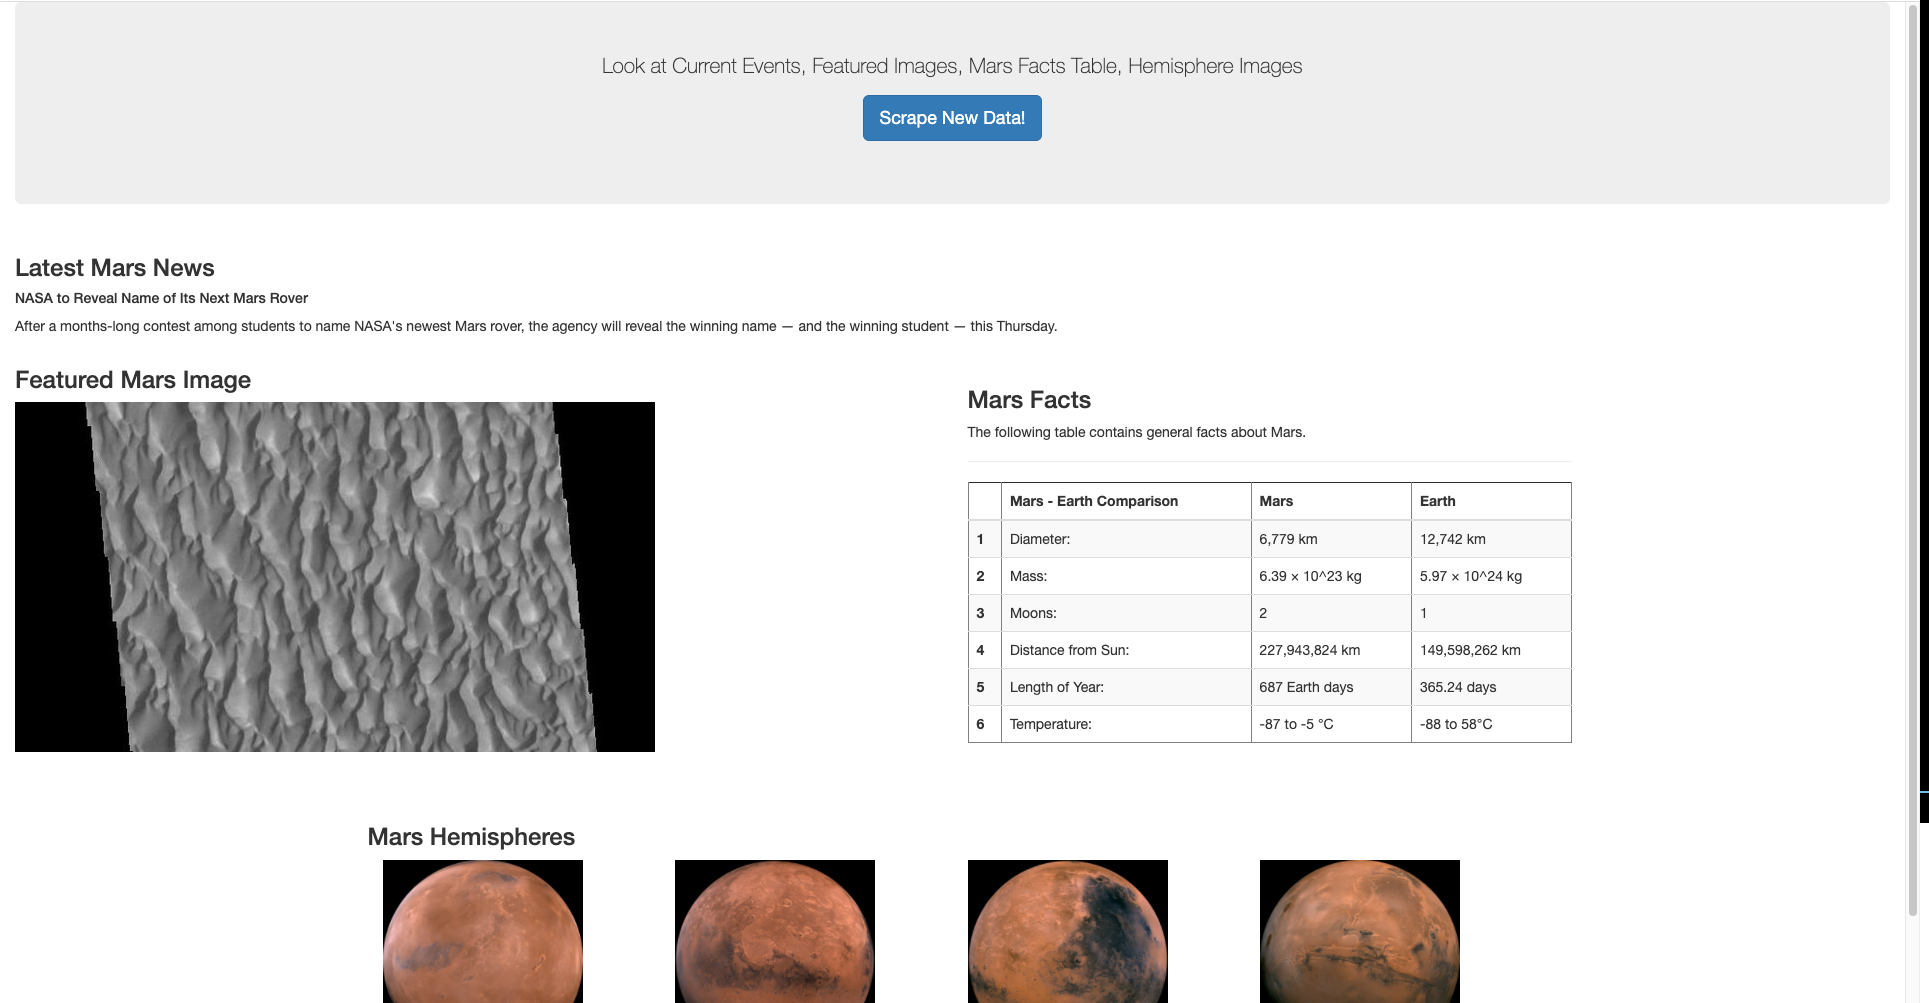 Look at Current Events, Featured Images, Mars Facts Table, Hemisphere Images
Scrape New Data!
Latest Mars News
NASA to Reveal Name of Its Next Mars Rover
After a months-long contest among students to name NASA's newest Mars rover, the agency will reveal the winning name — and the winning student — this Thursday.
Featured Mars Image
Mars Facts
The following table contains general facts about Mars.
Mars - Earth Comparison Mars Earth
1 Diameter: 6,779 km 12,742 km
2 Mass: 6.39 × 10^23 kg 5.97 × 10^24 kg
3 Moons: 2 1
4 Distance from Sun: 227,943,824 km 149,598,262 km
5 Length of Year: 687 Earth days 365.24 days
6 Temperature: -87 to -5 °C -88 to 58°C
Mars Hemispheres